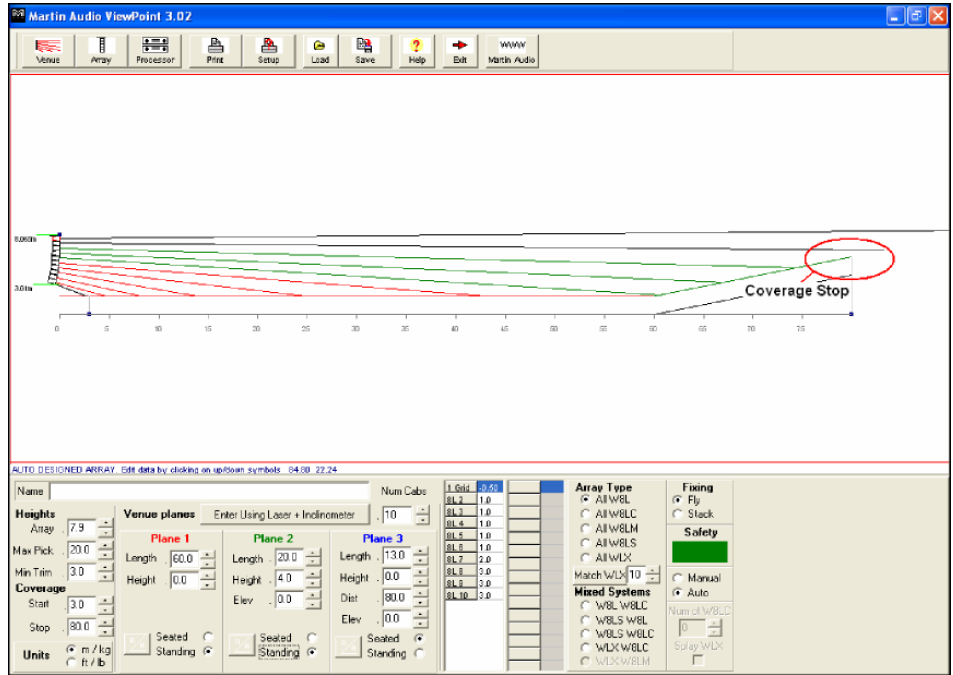 Martin Audio ViewPoint 3.02
Venue Array Processor Print Setup Load Save Help Exit Martin Audio
3.0m
Coverage Stop
0 5 10 15 20 25 30 35 40 45 50 55 60 65 70 75
AUTO DESIGNED ARRAY. Edit data by clicking on up/down symbols 84.80 22.24
Name Num Cabs
Heights Venue planes Enter Using Laser + Inclinometer 10
Array 7.9
Max Pick 20.0
Min Trim 3.0
Coverage
Start 3.0
Stop 80.0
Units m / kg
ft / lb
Plane 1
Length 60.0
Height 0.0
Seated
Standing
Plane 2
Length 20.0
Height 4.0
Elev 0.0
Seated
Standing
Plane 3
Length 13.0
Height 0.0
Dist 80.0
Elev 0.0
Seated
Standing
1 Grid -0.50
8L 2 1.0
8L 3 1.0
8L 4 1.0
8L 5 1.0
8L 6 1.0
8L 7 2.0
8L 8 3.0
8L 9 3.0
8L 10 3.0
Array Type
All W8L
All W8LC
All W8LM
All W8LS
All WLX
Match WLX 10
Mixed Systems
W8L W8LC
W8LS W8L
W8LS W8LC
WLX W8LC
WLX W8LM
Fixing
Fly
Stack
Safety
Manual
Auto
Num of W8LC
0
Splay WLX